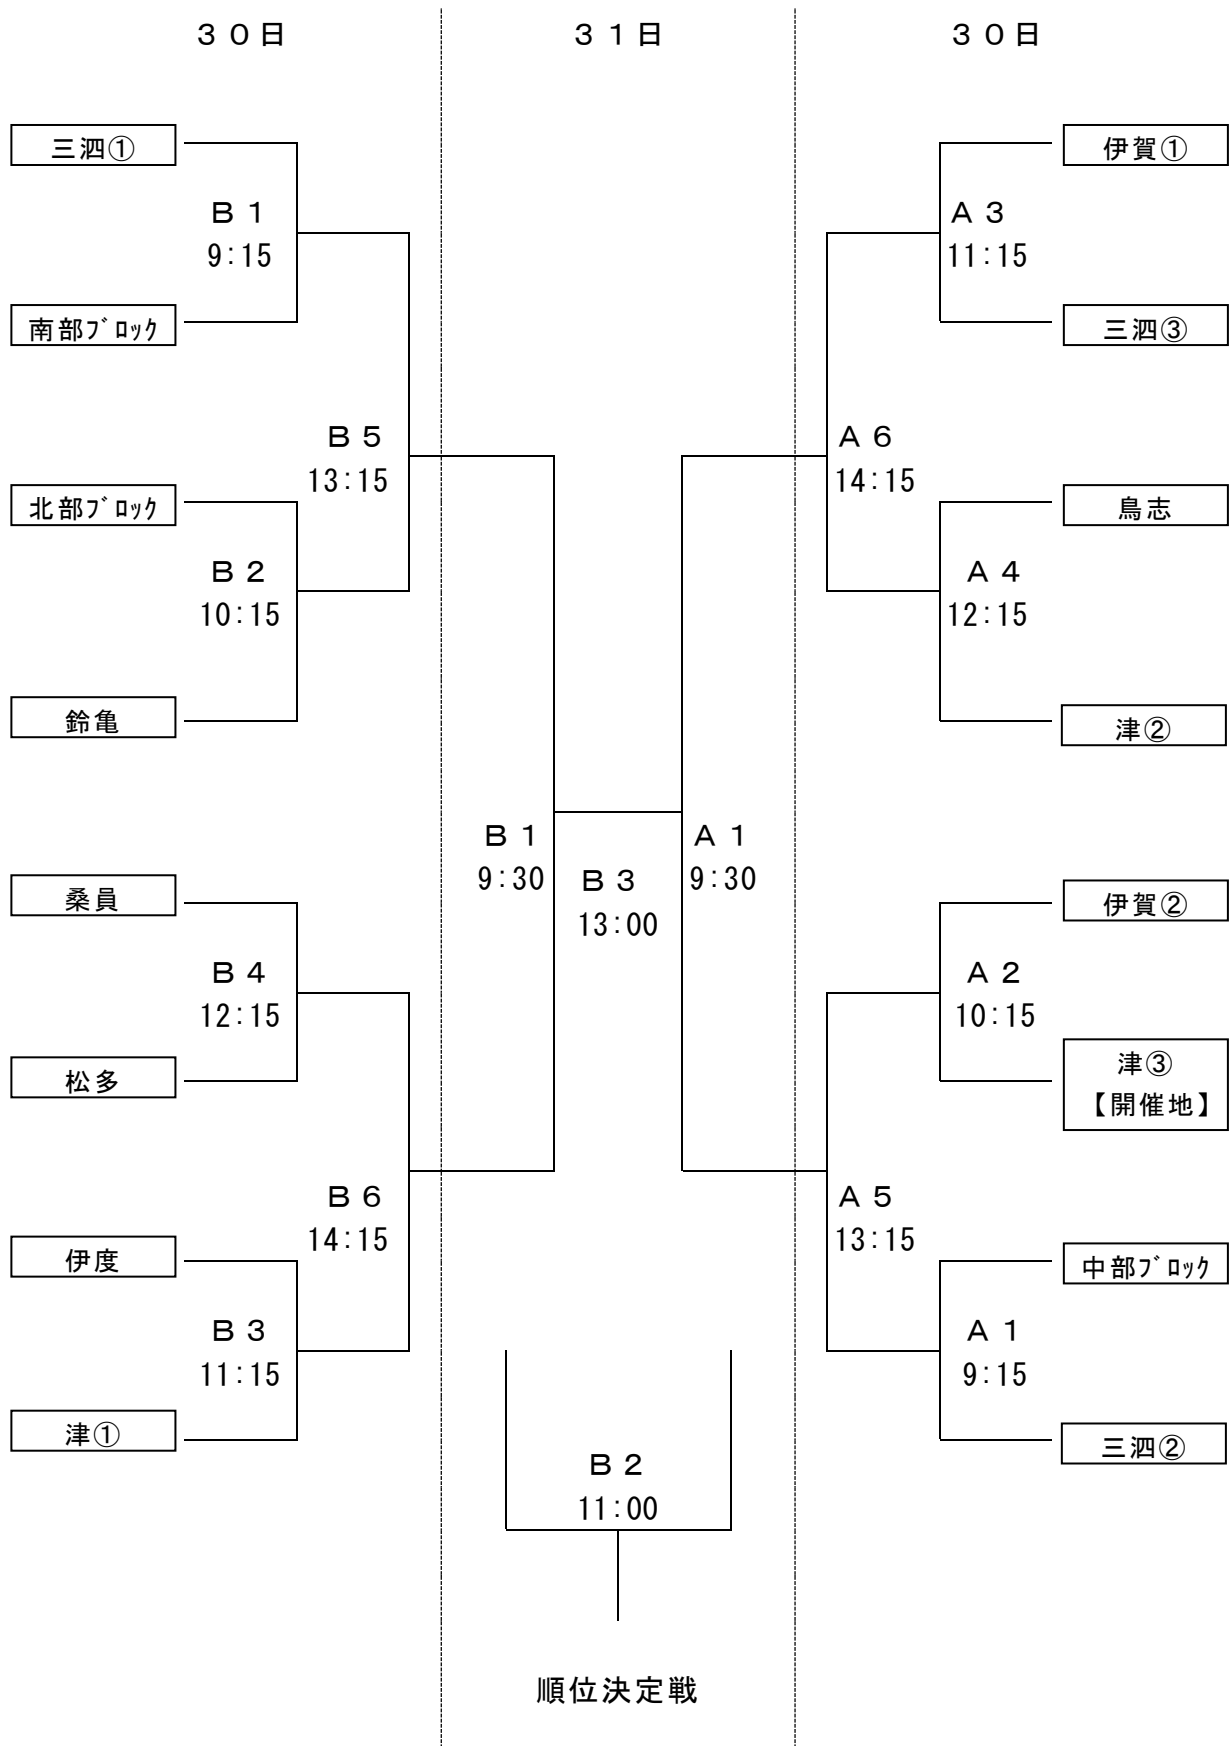 ３０日
３１日
３０日
三泗①
伊賀①
Ｂ１
9:15
Ａ３
11:15
南部ﾌﾞﾛｯｸ
三泗③
Ｂ５
13:15
Ａ６
14:15
北部ﾌﾞﾛｯｸ
鳥志
Ｂ２
10:15
Ａ４
12:15
鈴亀
津②
Ｂ１
9:30
Ｂ３
13:00
Ａ１
9:30
桑員
伊賀②
Ｂ４
12:15
Ａ２
10:15
松多
津③
【開催地】
Ｂ６
14:15
Ａ５
13:15
伊度
中部ﾌﾞﾛｯｸ
Ｂ３
11:15
Ａ１
9:15
津①
三泗②
Ｂ２
11:00
順位決定戦